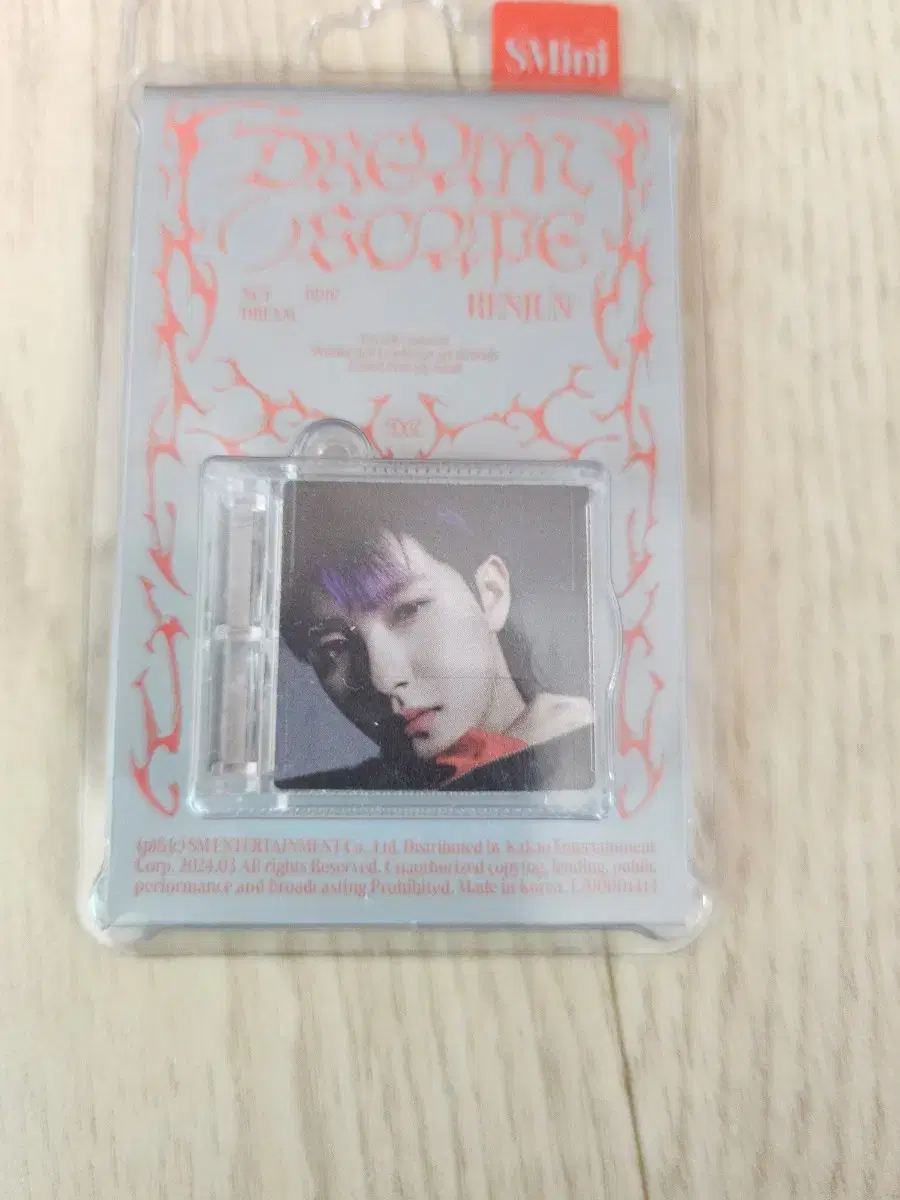 SMini
DREAM
SCAPE
NCT
DREAM
RENJUN
(p)&(c) SM ENTERTAINMENT Co., Ltd. Distributed by Kakao Entertainment
Corp. 2024.03 All rights Reserved. Unauthorized copying, lending, public
performance and Broadcasting Prohibited. Made in Korea.